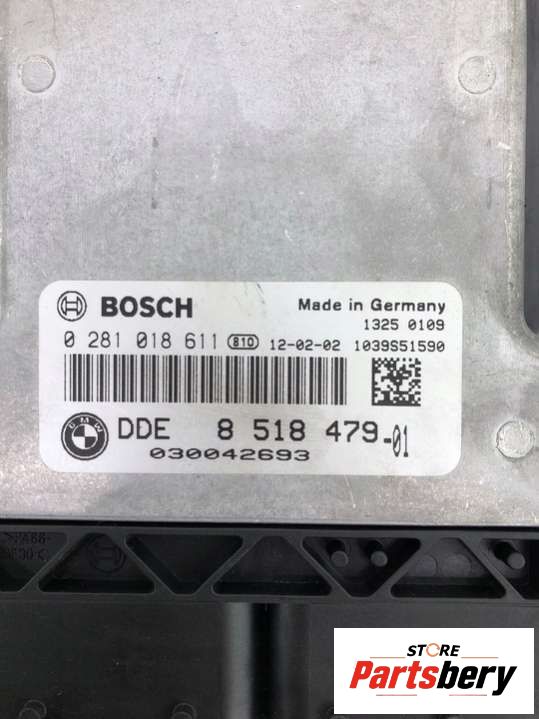 BOSCH Made in Germany
1325 0109
0 281 018 611 810 12-02-02 1039S51590
BMW DDE 8 518 479-01
030042693
STORE
Partsbery